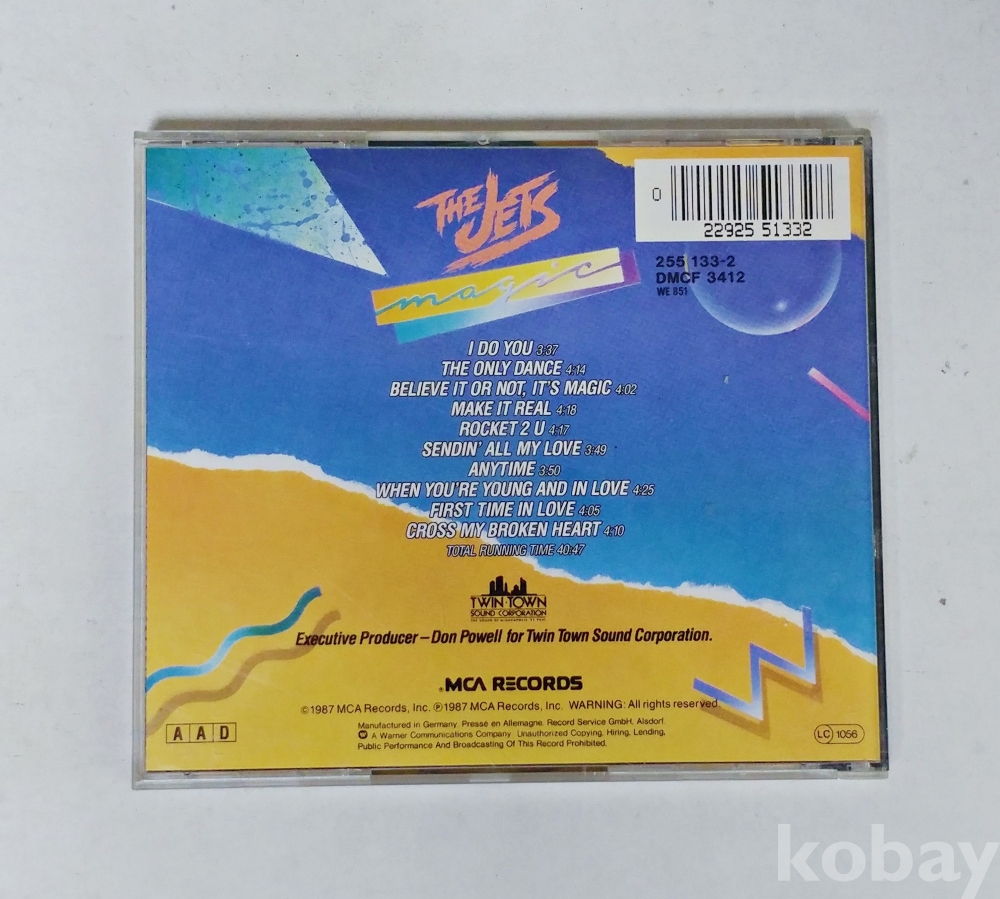 THE JETS
magic
0
22925 51332
255 133-2
DMCF 3412
WE 851
I DO YOU 3:37
THE ONLY DANCE 4:14
BELIEVE IT OR NOT, IT'S MAGIC 4:02
MAKE IT REAL 4:18
ROCKET 2 U 4:17
SENDIN' ALL MY LOVE 3:49
ANYTIME 3:50
WHEN YOU'RE YOUNG AND IN LOVE 4:25
FIRST TIME IN LOVE 4:05
CROSS MY BROKEN HEART 4:10
TOTAL RUNNING TIME 40:47
TWIN·TOWN
SOUND CORPORATION
Executive Producer – Don Powell for Twin Town Sound Corporation.
®MCA RECORDS
©1987 MCA Records, Inc. ℗1987 MCA Records, Inc. WARNING: All rights reserved
Manufactured in Germany. Pressé en Allemagne. Record Service GmbH, Alsdorf.
A Warner Communications Company. Unauthorized Copying, Hiring, Lending,
Public Performance And Broadcasting Of This Record Prohibited.
AAD
LC 1056
kobay